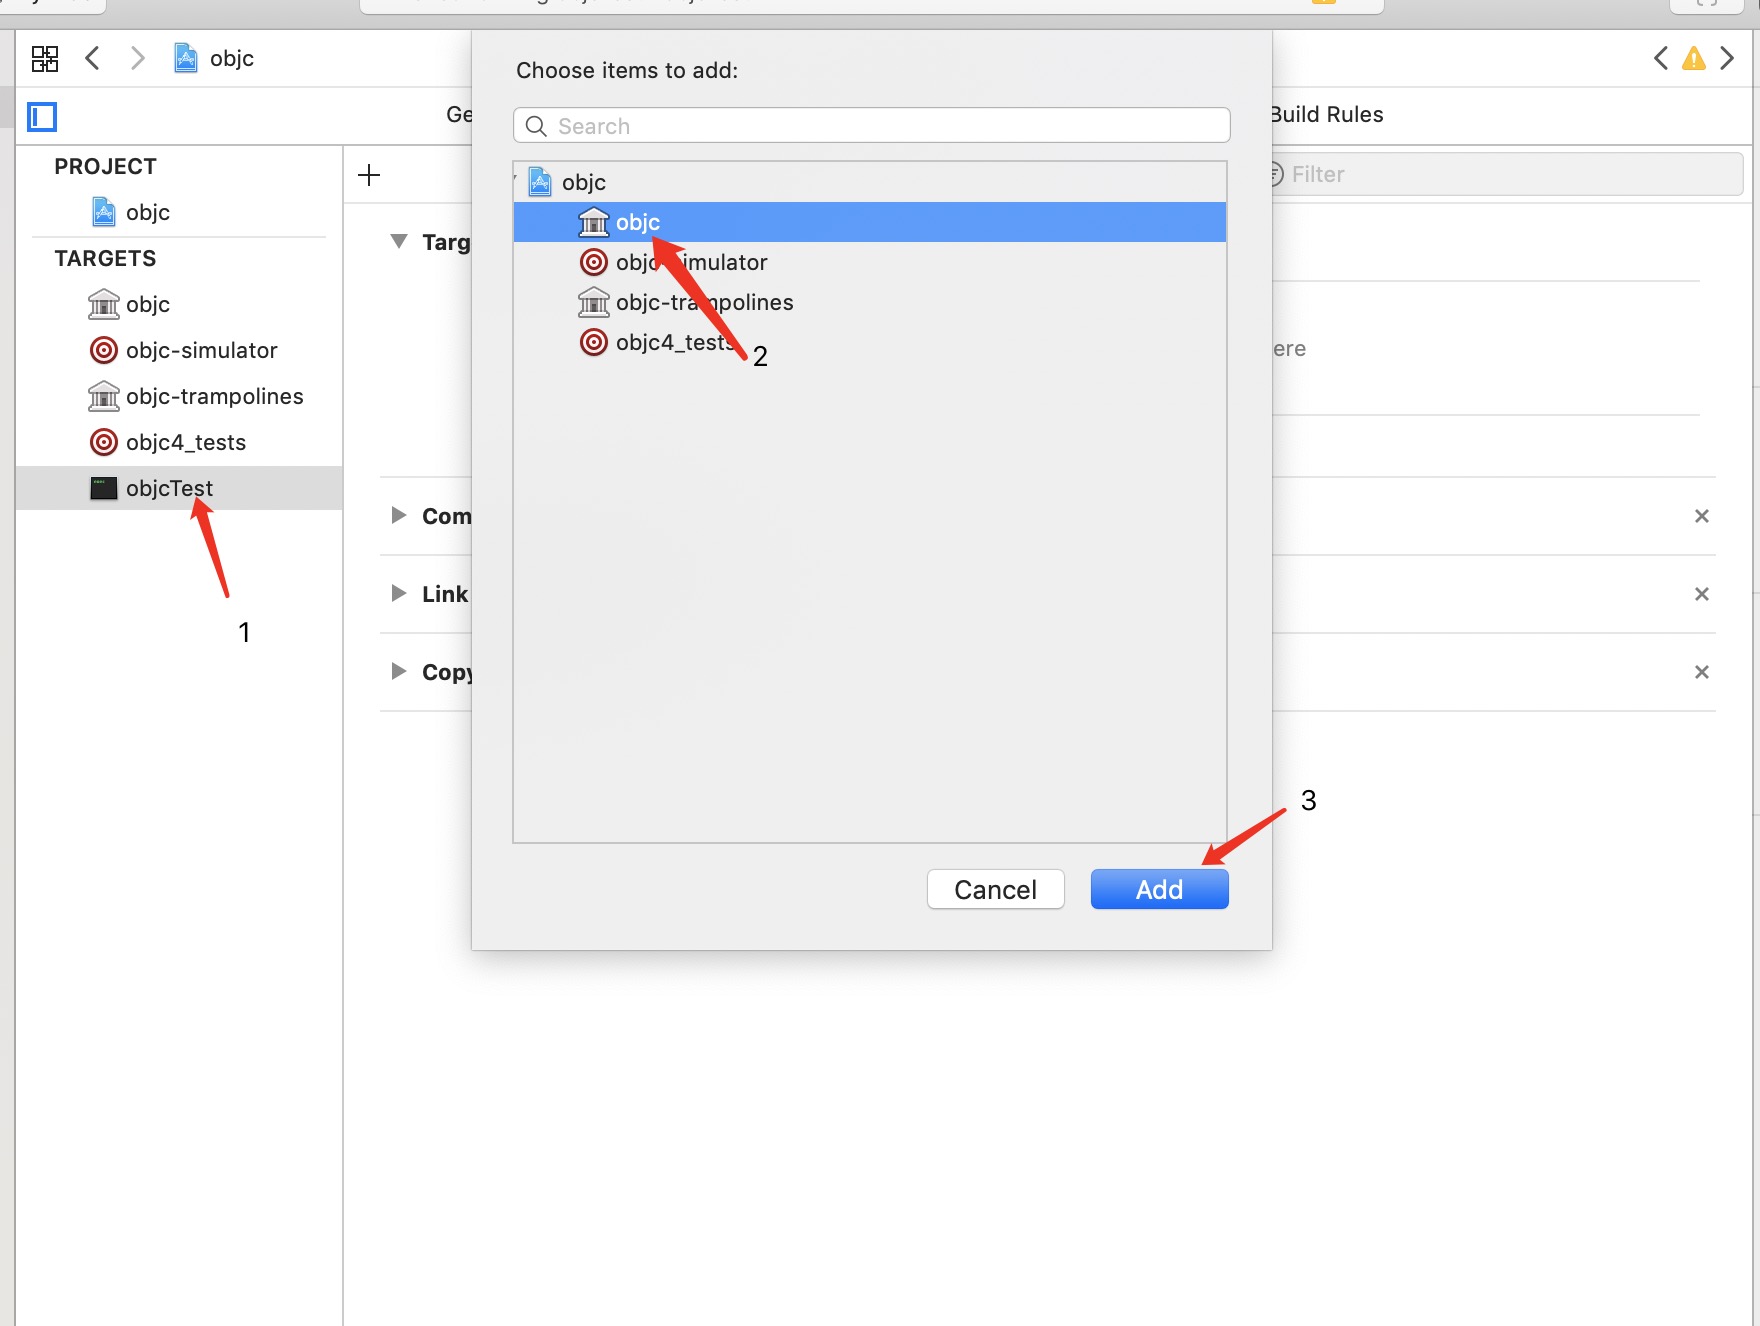 objc
Choose items to add:
Ge
Build Rules
Search
PROJECT
objc
Filter
objc
TARGETS
objc
Targ
objc
objc-simulator
objc-trampolines
ere
objc-simulator
objc-trampolines
objc4_tests
2
objc4_tests
objcTest
Com
Link
1
Copy
3
Cancel
Add